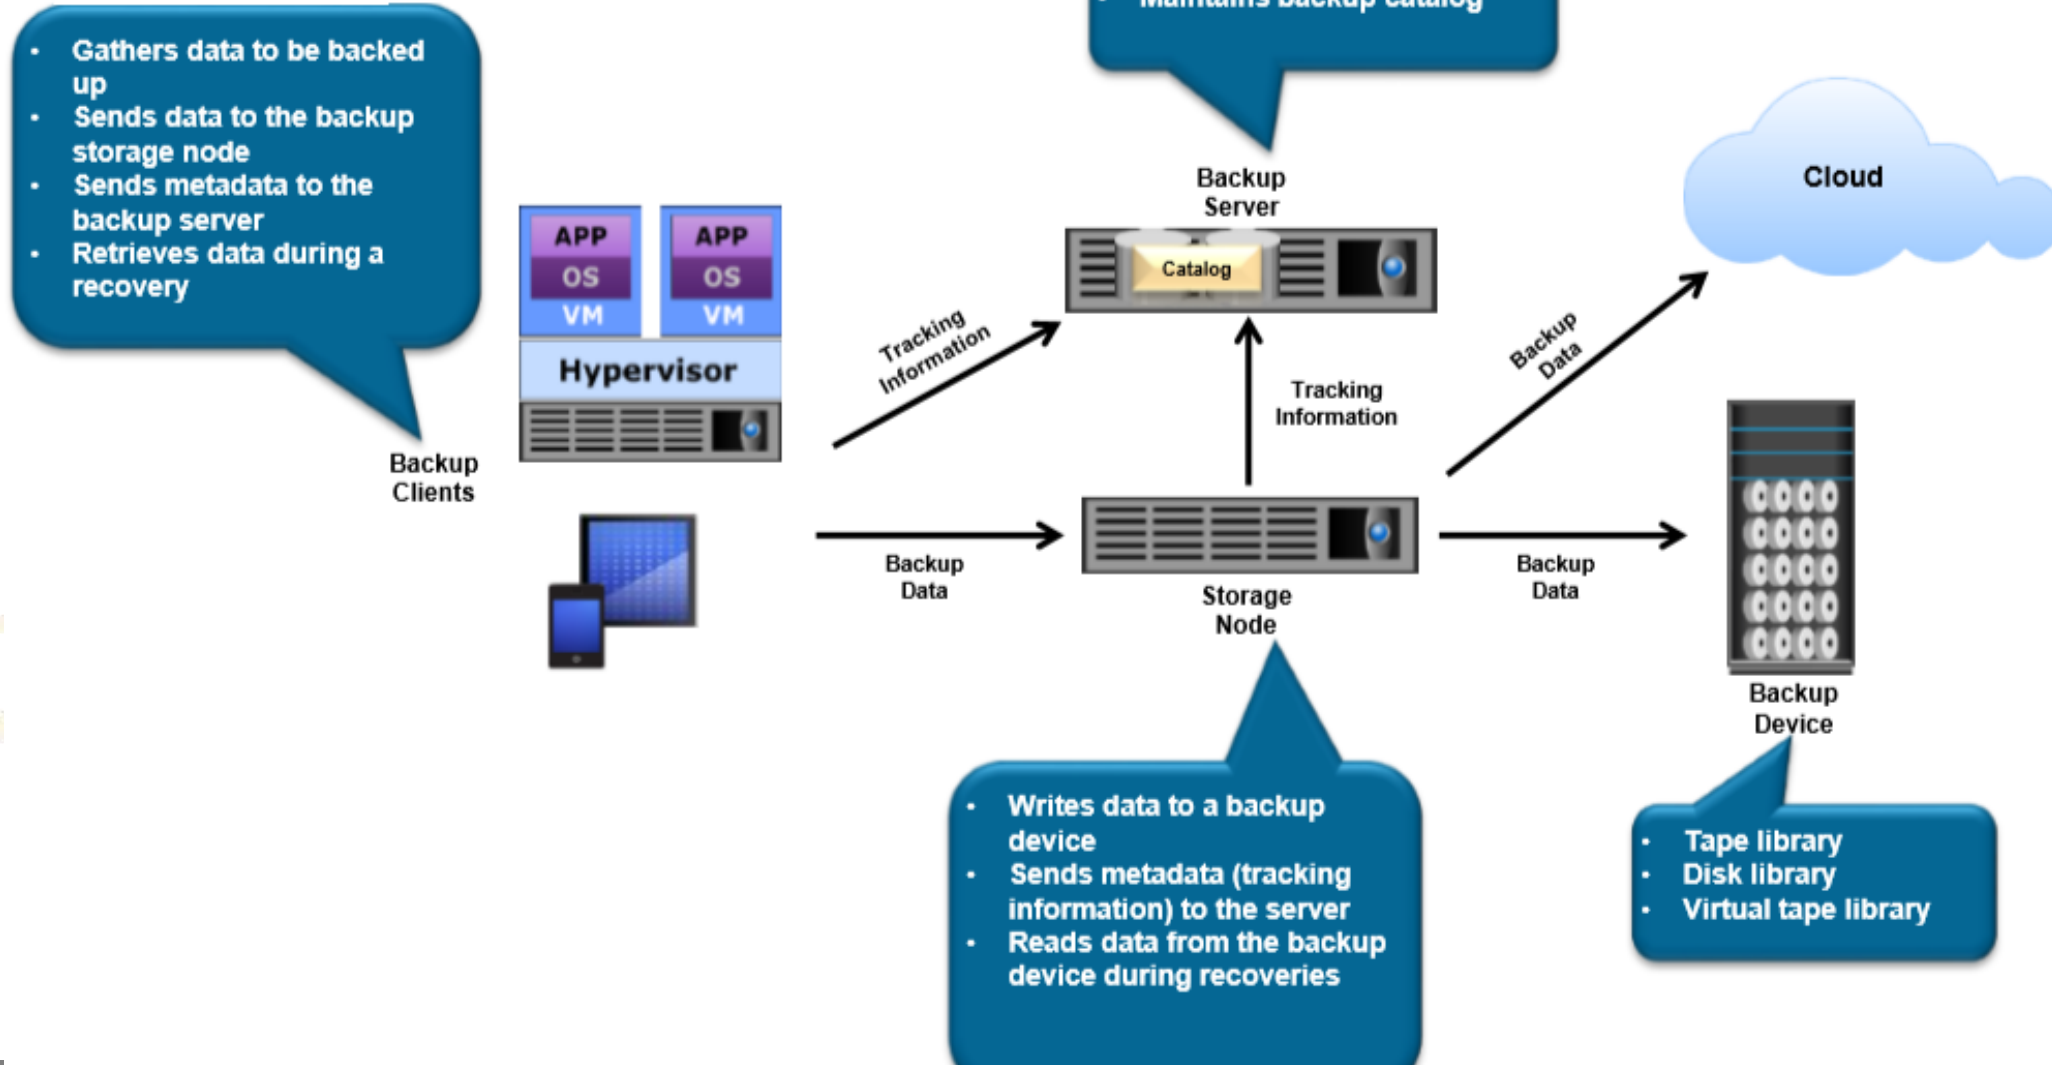 Maintains backup catalog
• Gathers data to be backed
up
• Sends data to the backup
storage node
• Sends metadata to the
backup server
• Retrieves data during a
recovery
Backup
Server
Catalog
Cloud
APP
OS
VM
APP
OS
VM
Hypervisor
Backup
Clients
Tracking
Information
Tracking
Information
Backup
Data
Backup
Data
Backup
Data
Storage
Node
Backup
Device
• Writes data to a backup
device
• Sends metadata (tracking
information) to the server
• Reads data from the backup
device during recoveries
• Tape library
• Disk library
• Virtual tape library